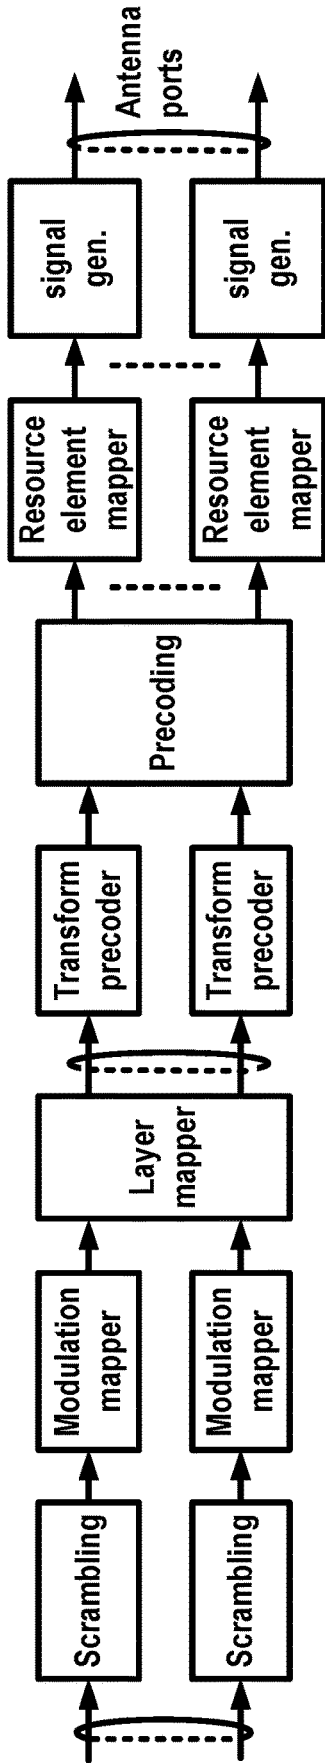 Scrambling
Modulation
mapper
Layer
mapper
Transform
precoder
Precoding
Resource
element
mapper
signal
gen.
Antenna
ports
Scrambling
Modulation
mapper
Transform
precoder
Resource
element
mapper
signal
gen.